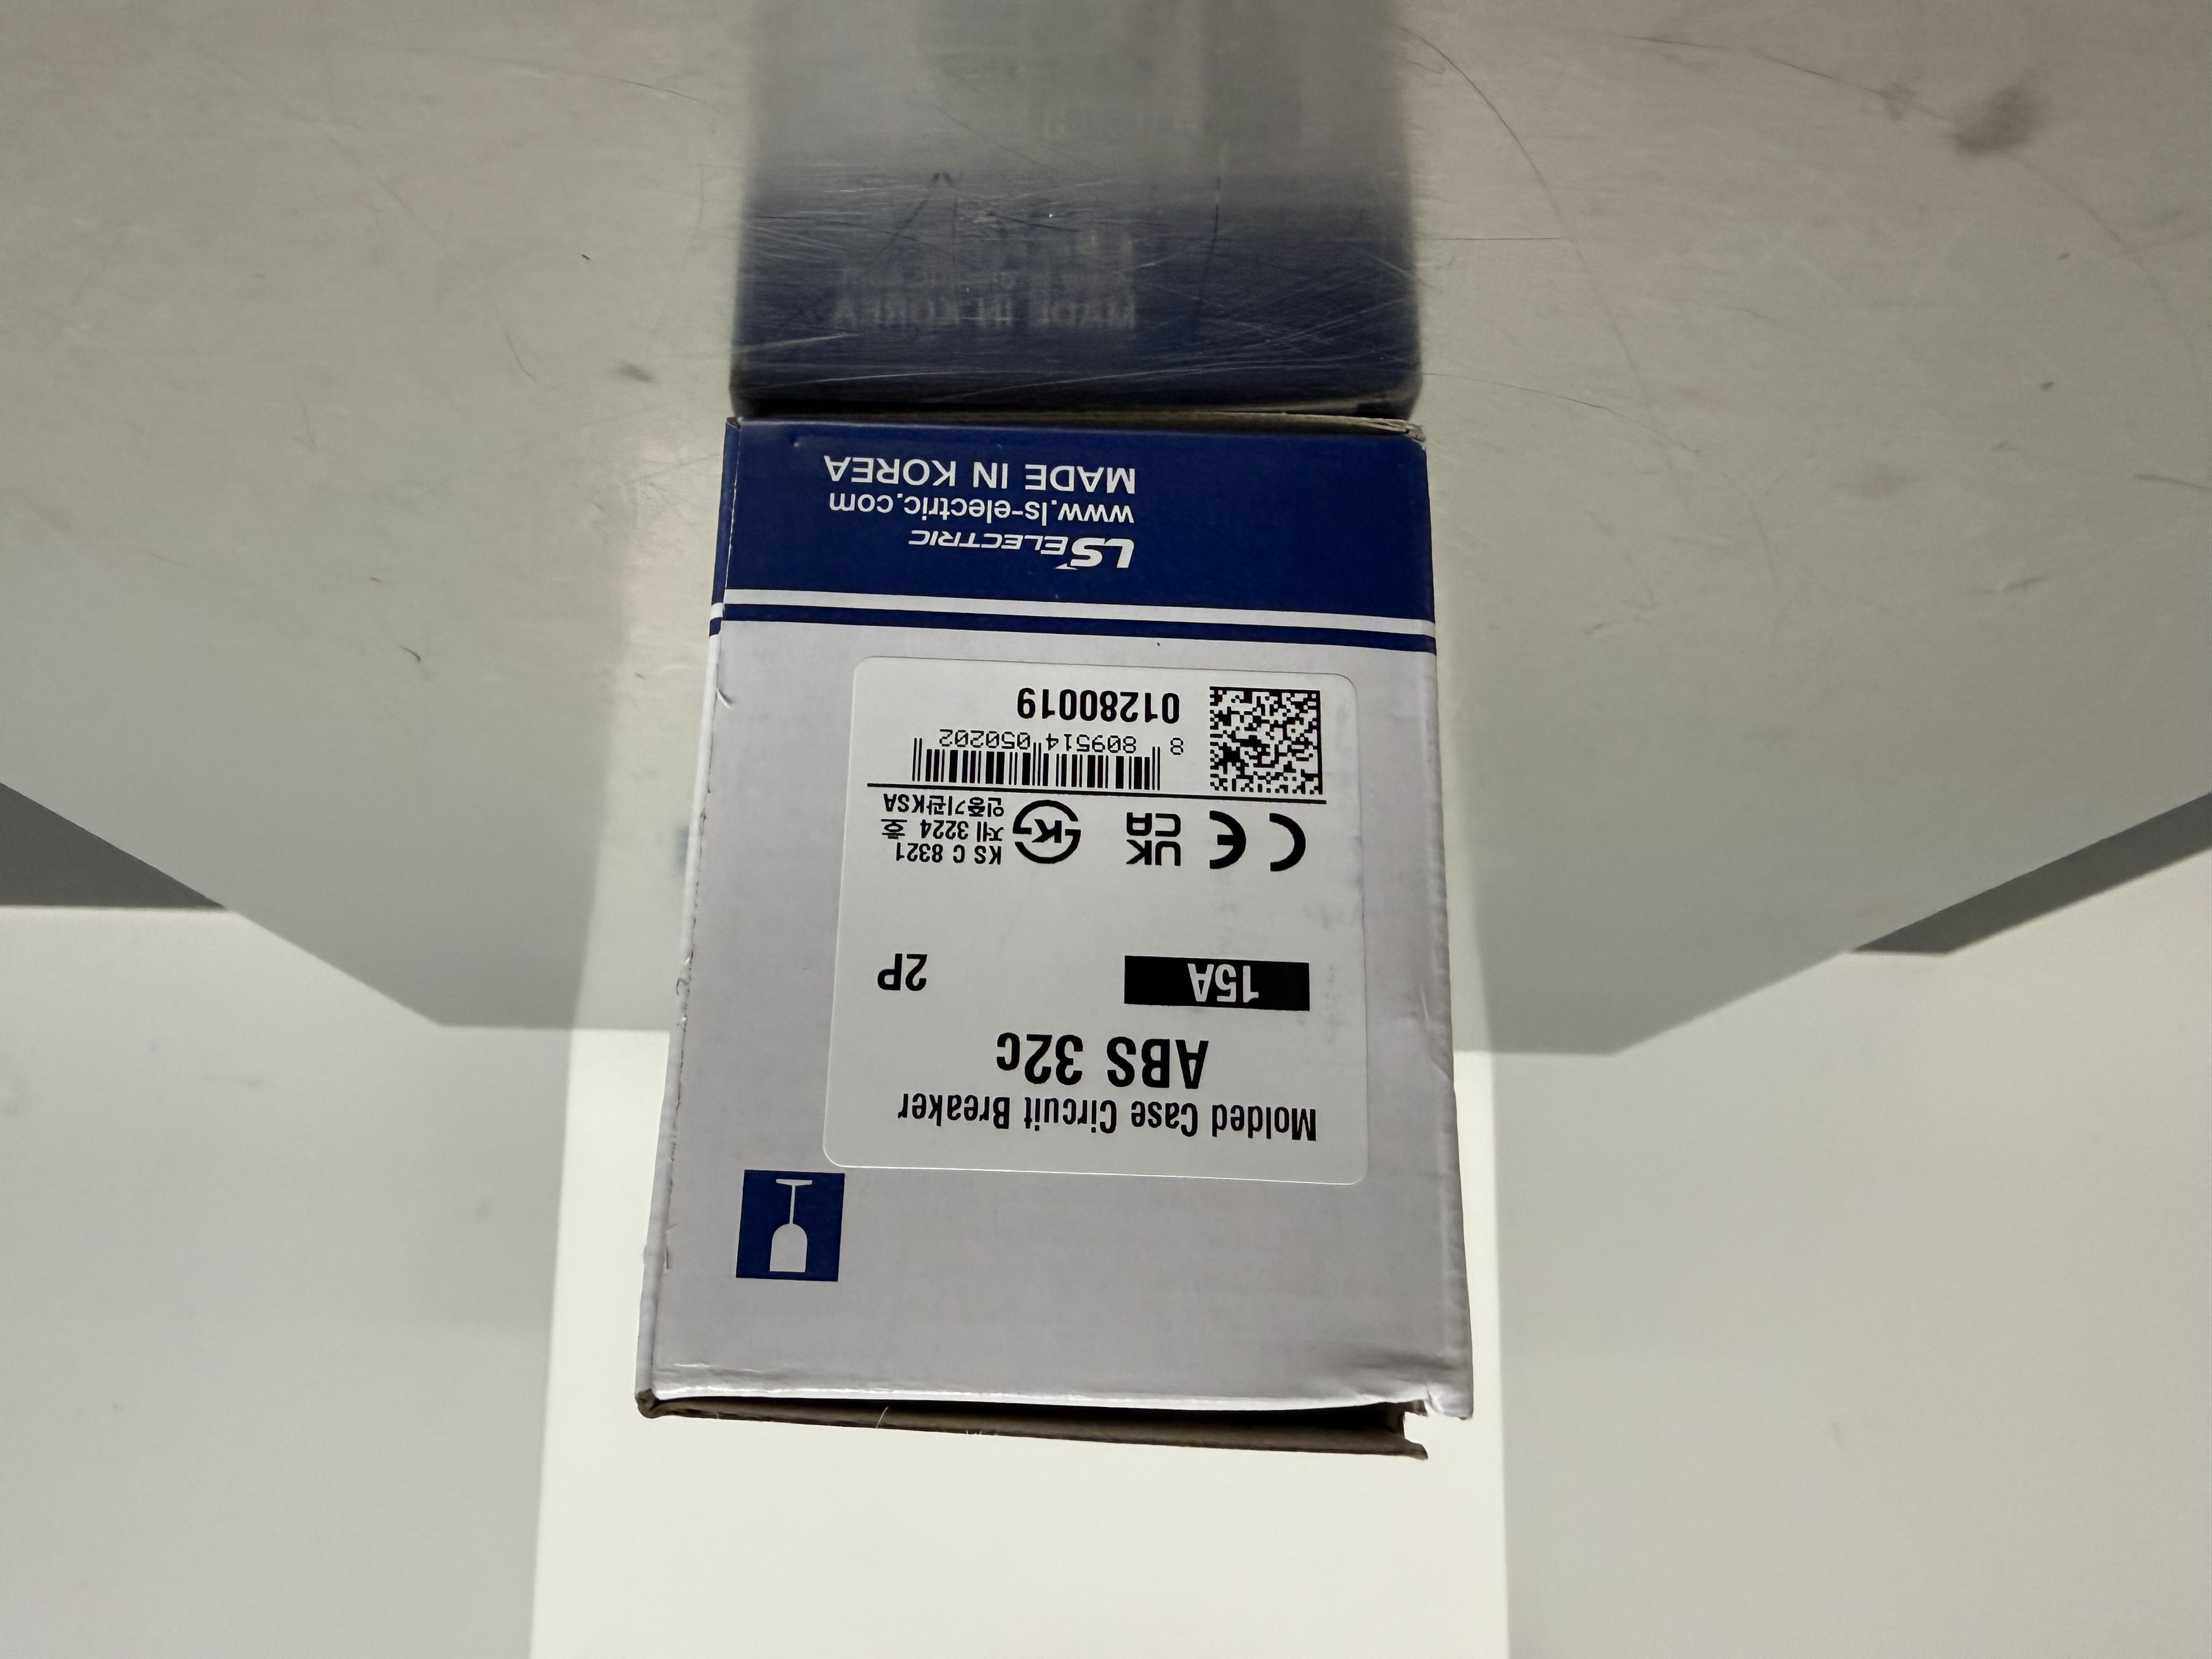 Molded Case Circuit Breaker
ABS 32c
15A 2P
CE UK CA
KS C 8321
제 3224 호
인증기관KSA
8 809514 050202
01280019
LS ELECTRIC
www.ls-electric.com
MADE IN KOREA